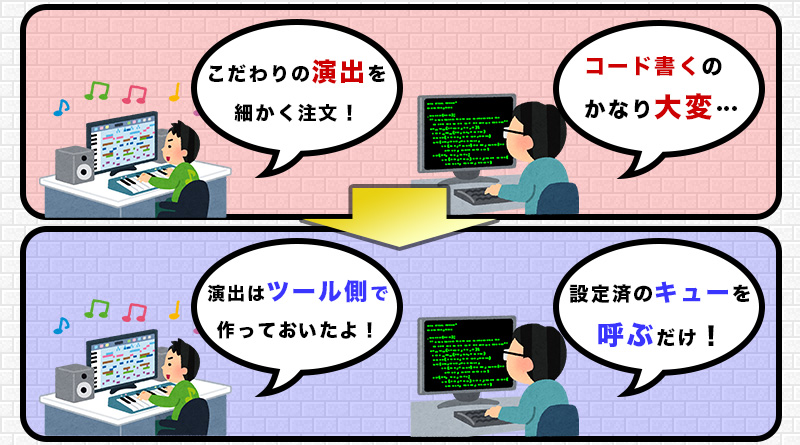 こだわりの演出を
細かく注文！
コード書くの
かなり大変…
演出はツール側で
作っておいたよ！
設定済のキューを
呼ぶだけ！